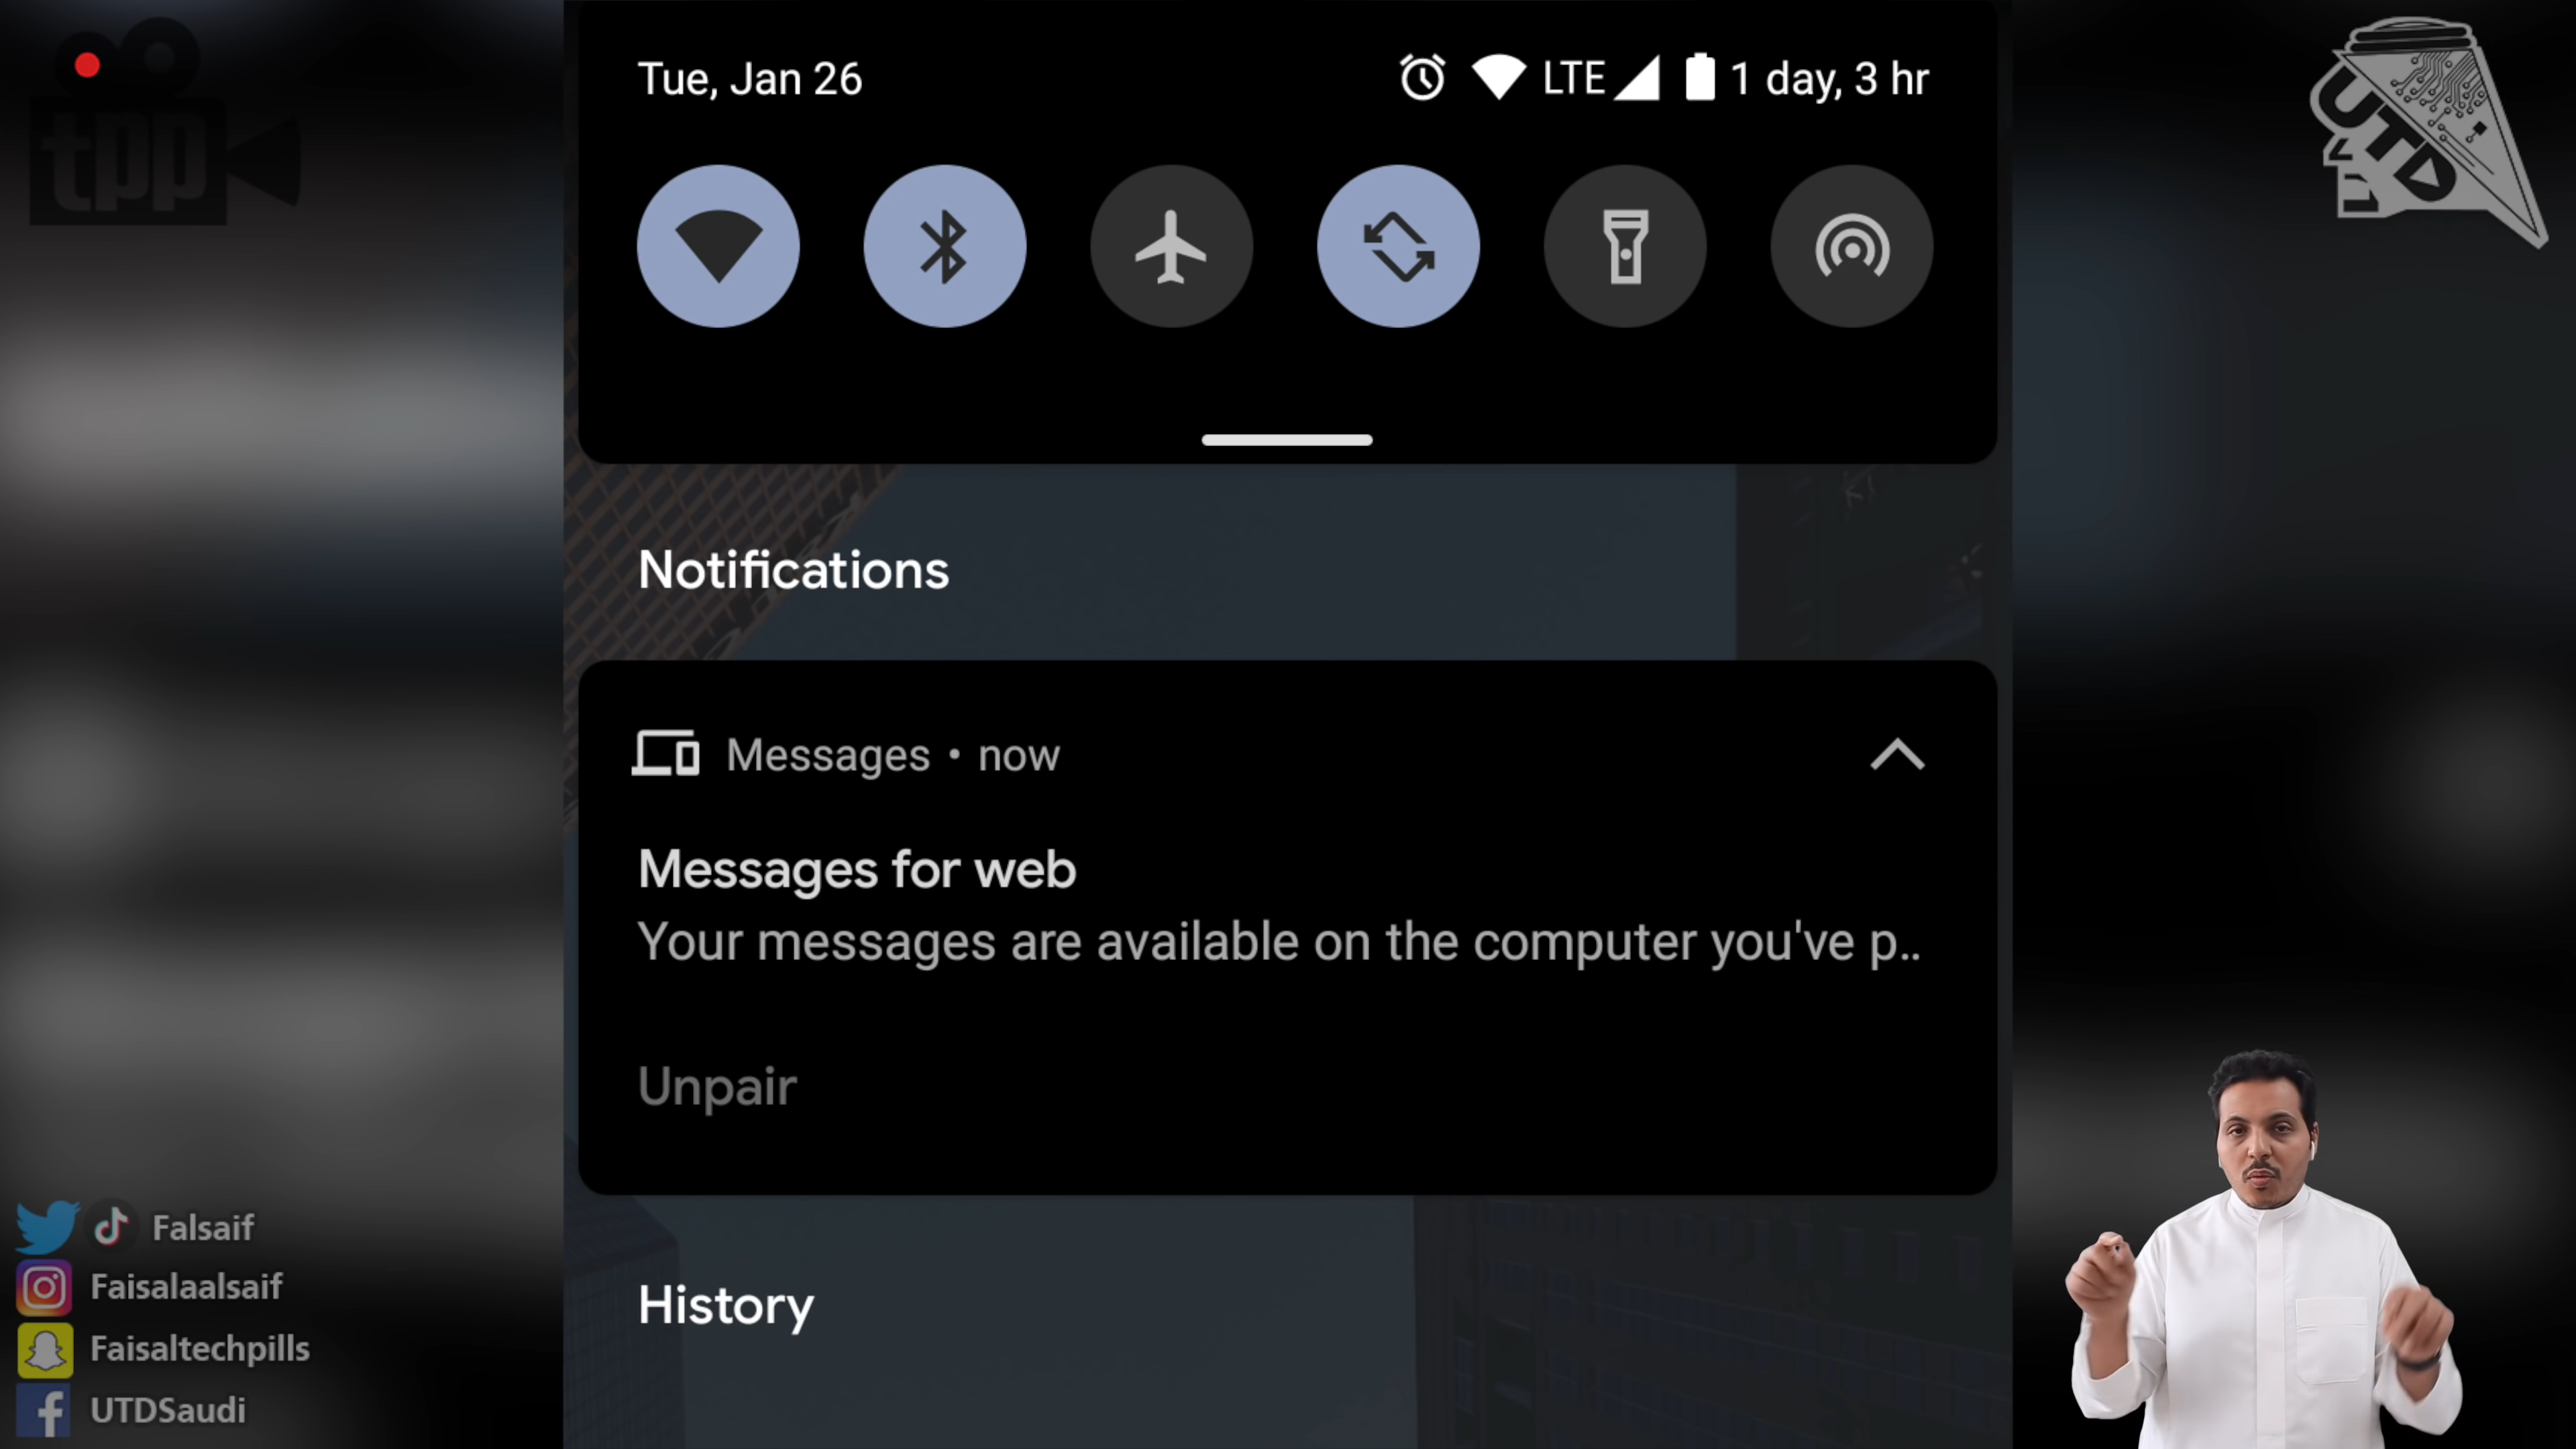 tpp
UTD
Tue, Jan 26
LTE
1 day, 3 hr
Notifications
Messages • now
Messages for web
Your messages are available on the computer you've p..
Unpair
History
Falsaif
Faisalaalsaif
Faisaltechpills
UTDSaudi